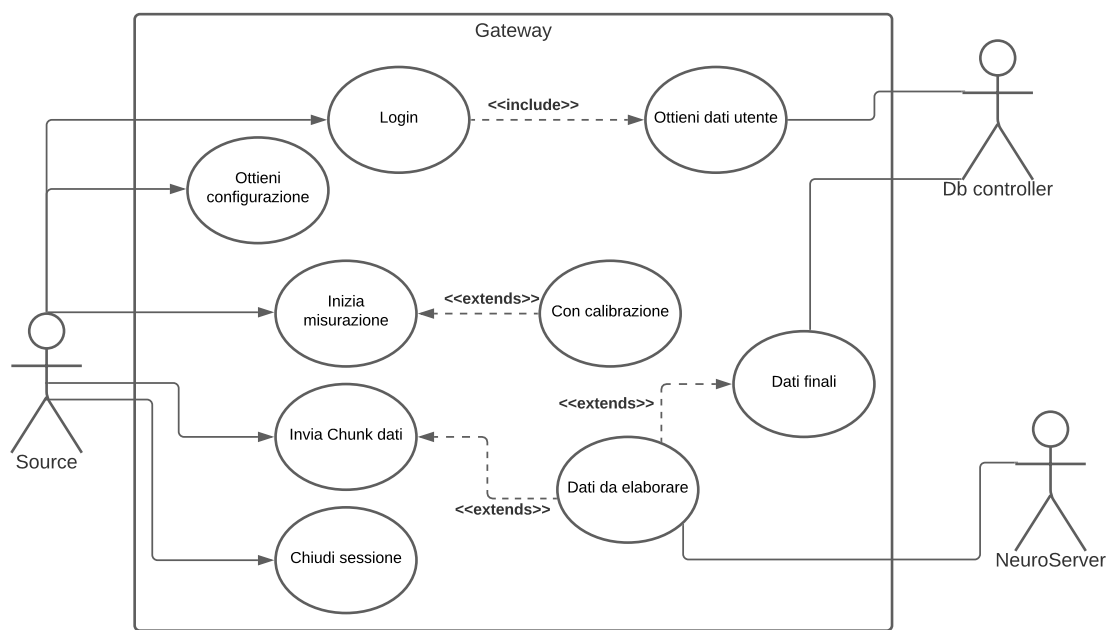 Gateway
Login
<<include>>
Ottieni dati utente
Ottieni
configurazione
Db controller
Inizia
misurazione
<<extends>>
Con calibrazione
Dati finali
<<extends>>
Source
Invia Chunk dati
Dati da elaborare
<<extends>>
Chiudi sessione
NeuroServer